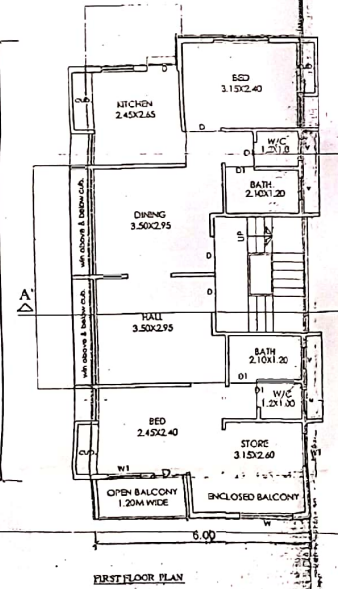 BED
3.15X2.40
D
CUB
KITCHEN
2.45X2.65
D
W/C
D1
BATH
2.10X1.20
win above & below cub.
DINING
3.50X2.95
UP
D
A'
HALL
3.50X2.95
D
win above & below cub.
BATH
2.10X1.20
D1
D1
W/C
BED
2.45X2.40
STORE
3.15X2.60
CUB
W1
D
OPEN BALCONY
1.20M WIDE
ENCLOSED BALCONY
W
6.00
FIRST FLOOR PLAN